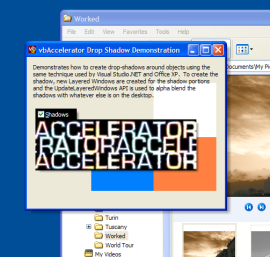 Worked
File Edit View Favorites Tools Help
vbAccelerator Drop Shadow Demonstration
Demonstrates how to create drop-shadows around objects using the
same technique used by Visual Studio.NET and Office XP. To create the
shadow, new Layered Windows are created for the shadow portions
and the UpdateLayeredWindows API is used to alpha blend the
shadows with whatever else is on the desktop.
Documents\My Pi
Shadows
ACCELERATOR
ERATORACCELERA
ACCELERATOR
Turin
Tuscany
Worked
World Tour
My Videos